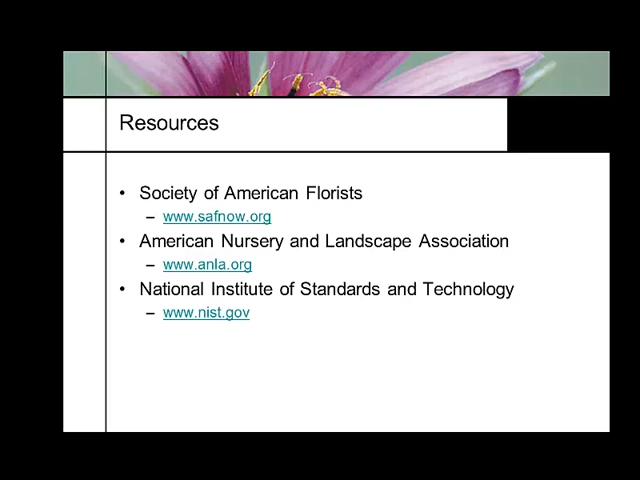 Resources
• Society of American Florists
– www.safnow.org
• American Nursery and Landscape Association
– www.anla.org
• National Institute of Standards and Technology
– www.nist.gov